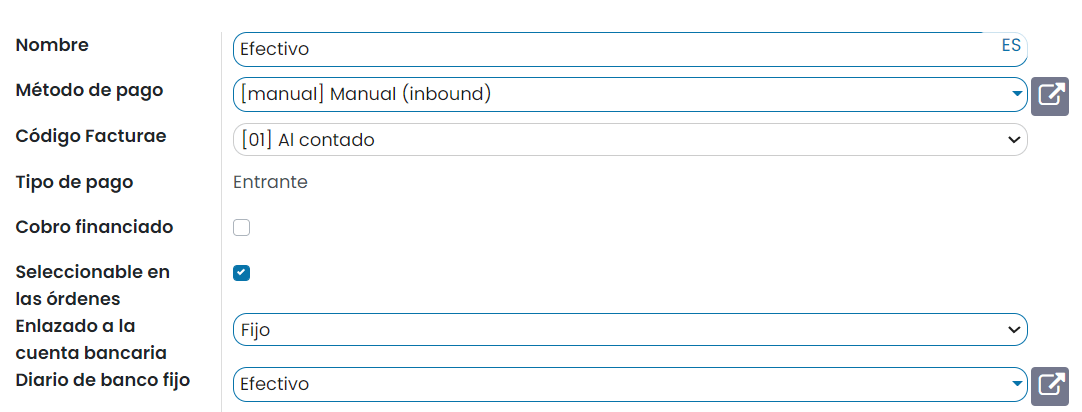 Nombre Efectivo ES
Método de pago [manual] Manual (inbound)
Código Facturae [01] Al contado
Tipo de pago Entrante
Cobro financiado
Seleccionable en
las órdenes
Enlazado a la
cuenta bancaria Fijo
Diario de banco fijo Efectivo